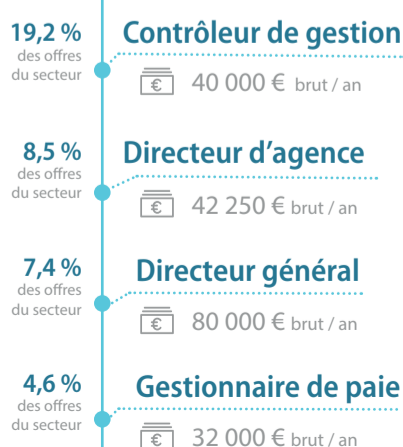 19,2 %
des offres
du secteur
Contrôleur de gestion
€ 40 000 € brut / an
8,5 %
des offres
du secteur
Directeur d’agence
€ 42 250 € brut / an
7,4 %
des offres
du secteur
Directeur général
€ 80 000 € brut / an
4,6 %
des offres
du secteur
Gestionnaire de paie
€ 32 000 € brut / an